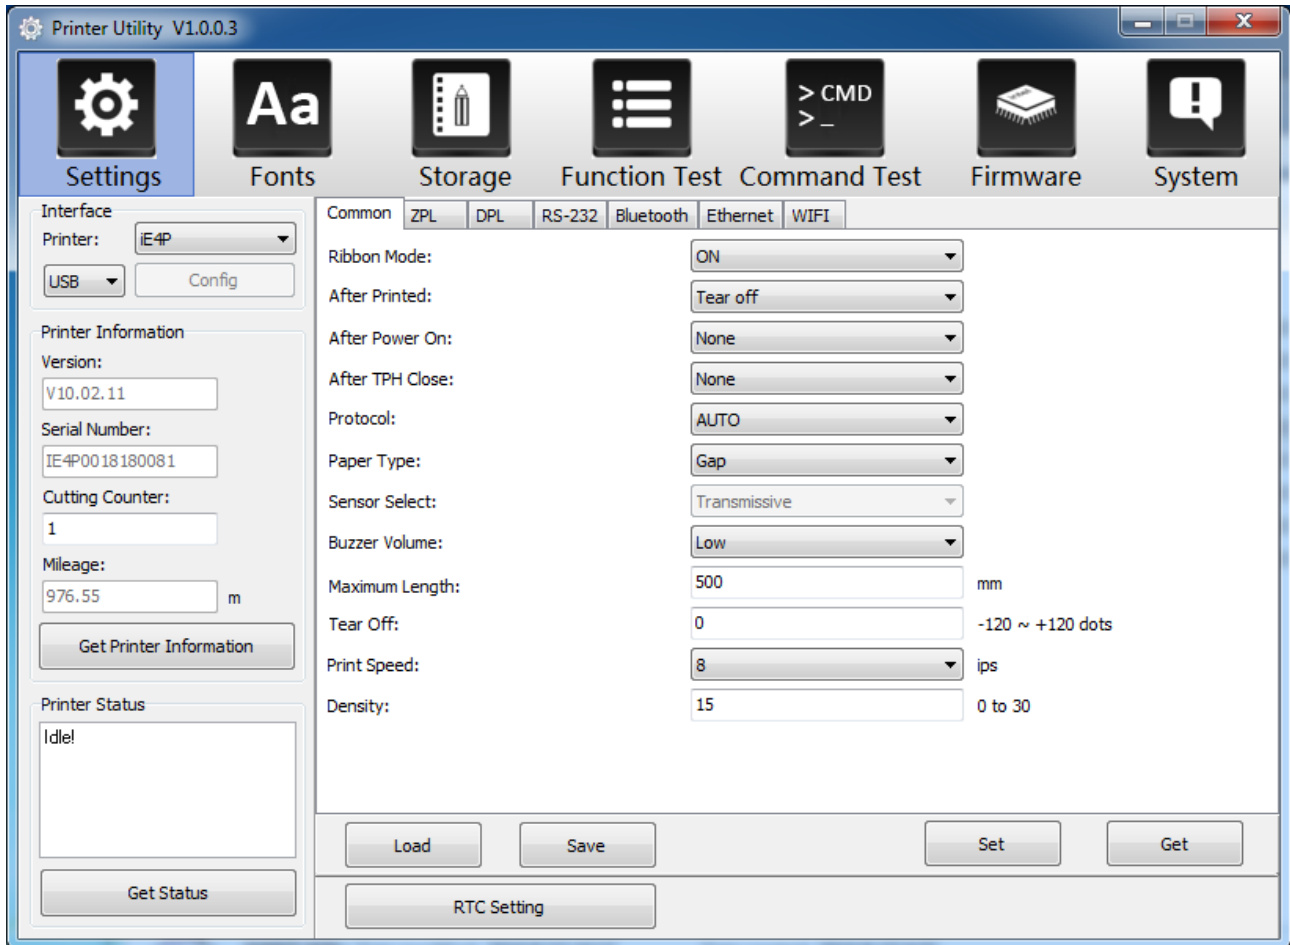 Printer Utility V1.0.0.3
Aa
> CMD
>_
Settings
Fonts
Storage
Function Test
Command Test
Firmware
System
Interface
Printer: iE4P
USB Config
Printer Information
Version:
V10.02.11
Serial Number:
IE4P0018180081
Cutting Counter:
1
Mileage:
976.55 m
Get Printer Information
Printer Status
Idle!
Get Status
Common ZPL DPL RS-232 Bluetooth Ethernet WIFI
Ribbon Mode: ON
After Printed: Tear off
After Power On: None
After TPH Close: None
Protocol: AUTO
Paper Type: Gap
Sensor Select: Transmissive
Buzzer Volume: Low
Maximum Length: 500 mm
Tear Off: 0 -120 ~ +120 dots
Print Speed: 8 ips
Density: 15 0 to 30
Load Save Set Get
RTC Setting